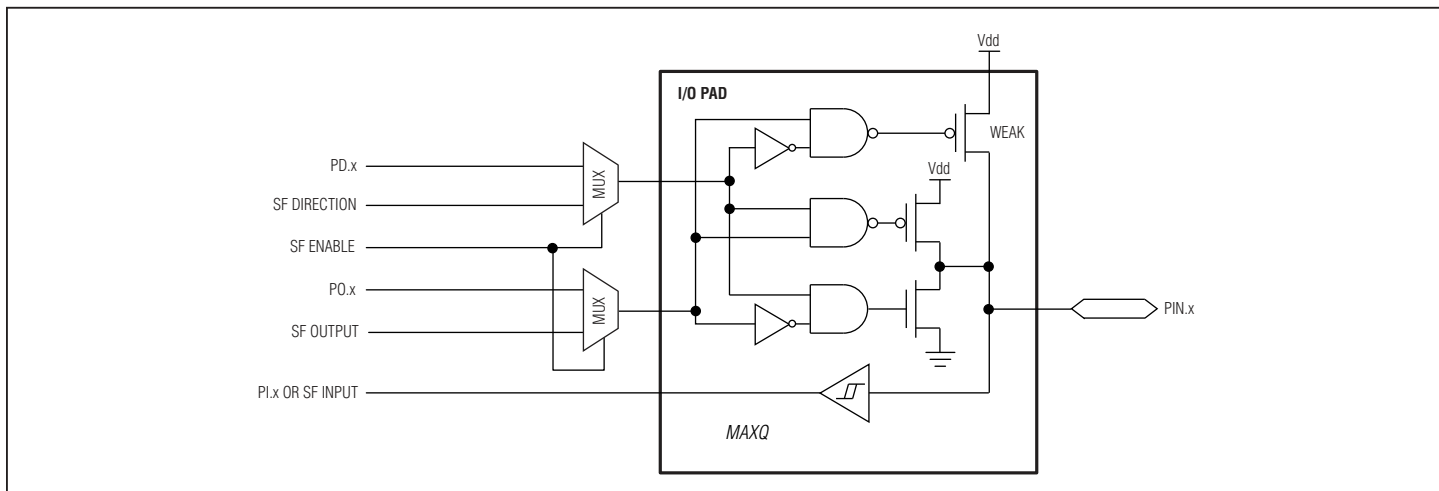 Vdd
I/O PAD
WEAK
PD.x
MUX
Vdd
SF DIRECTION
SF ENABLE
PO.x
MUX
PIN.x
SF OUTPUT
PI.x OR SF INPUT
MAXQ